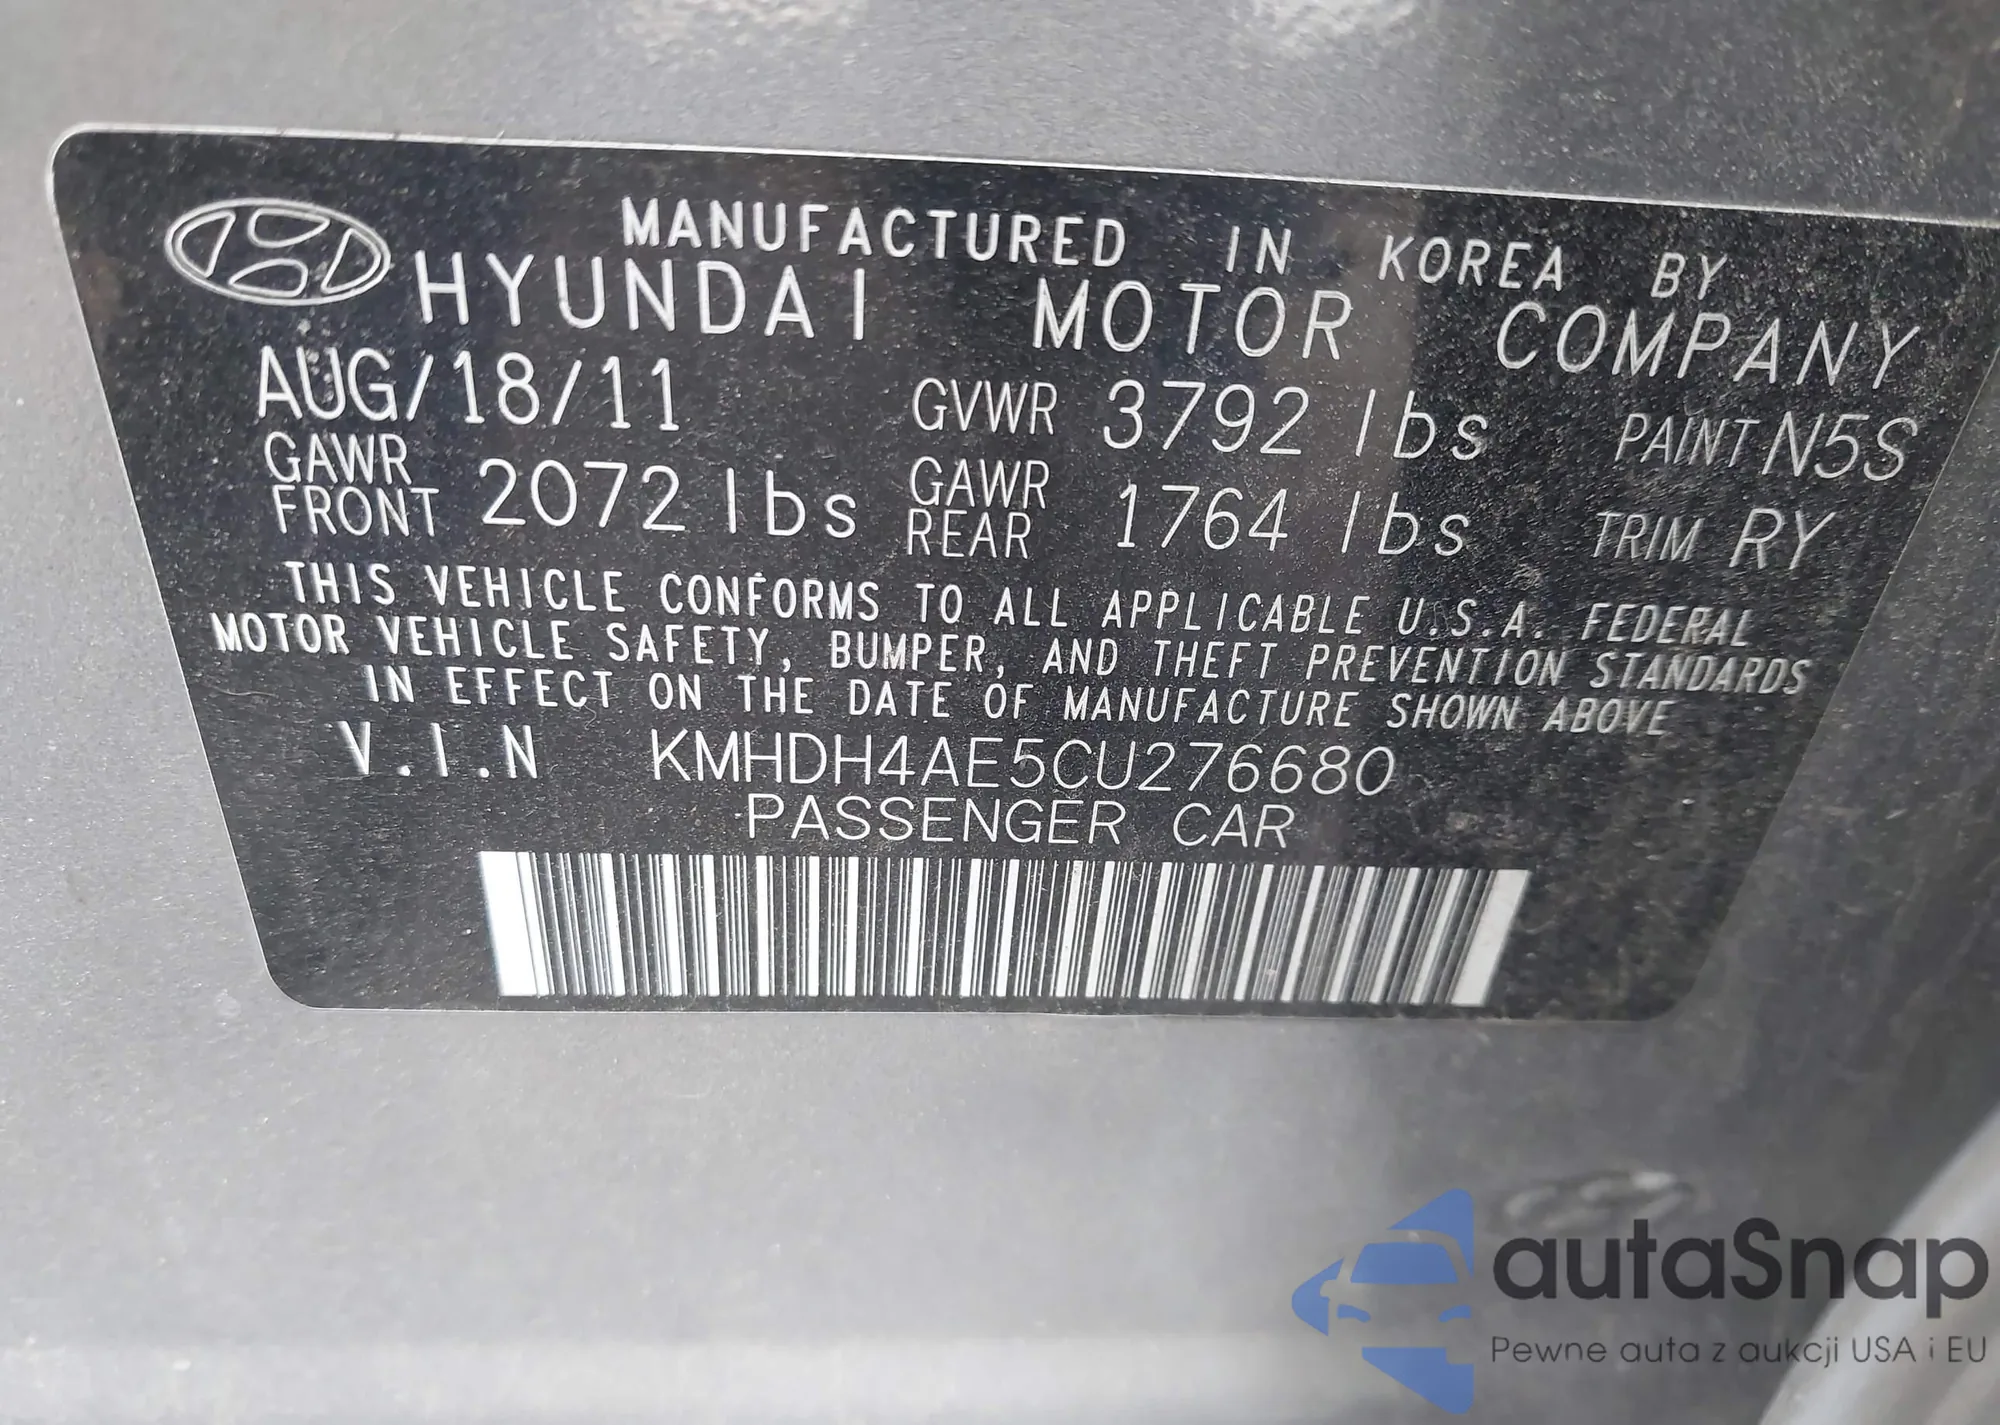 MANUFACTURED IN KOREA BY
HYUNDAI MOTOR COMPANY
AUG/18/11 GVWR 3792 lbs PAINT N5S
GAWR FRONT 2072 lbs GAWR REAR 1764 lbs TRIM RY
THIS VEHICLE CONFORMS TO ALL APPLICABLE U.S.A. FEDERAL
MOTOR VEHICLE SAFETY, BUMPER, AND THEFT PREVENTION STANDARDS
IN EFFECT ON THE DATE OF MANUFACTURE SHOWN ABOVE
V.I.N KMHDH4AE5CU276680
PASSENGER CAR
autaSnap
Pewne auta z aukcji USA i EU